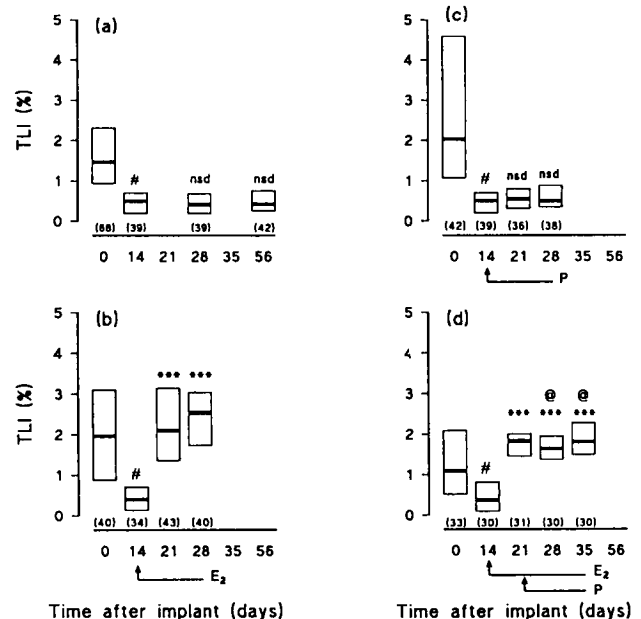 (a)
TLI (%)
5
4
3
2
1
0
#
nsd
nsd
(66) (39) (39) (42)
0 14 21 28 35 56
(c)
TLI (%)
5
4
3
2
1
0
#
nsd
nsd
(42) (39) (36) (38)
0 14 21 28 35 56
P
(b)
TLI (%)
5
4
3
2
1
0
#
***
***
(40) (34) (43) (40)
0 14 21 28 35 56
E₂
Time after implant (days)
(d)
TLI (%)
5
4
3
2
1
0
@ @
#
*** *** ***
(33) (30) (31) (30) (30)
0 14 21 28 35 56
E₂
P
Time after implant (days)